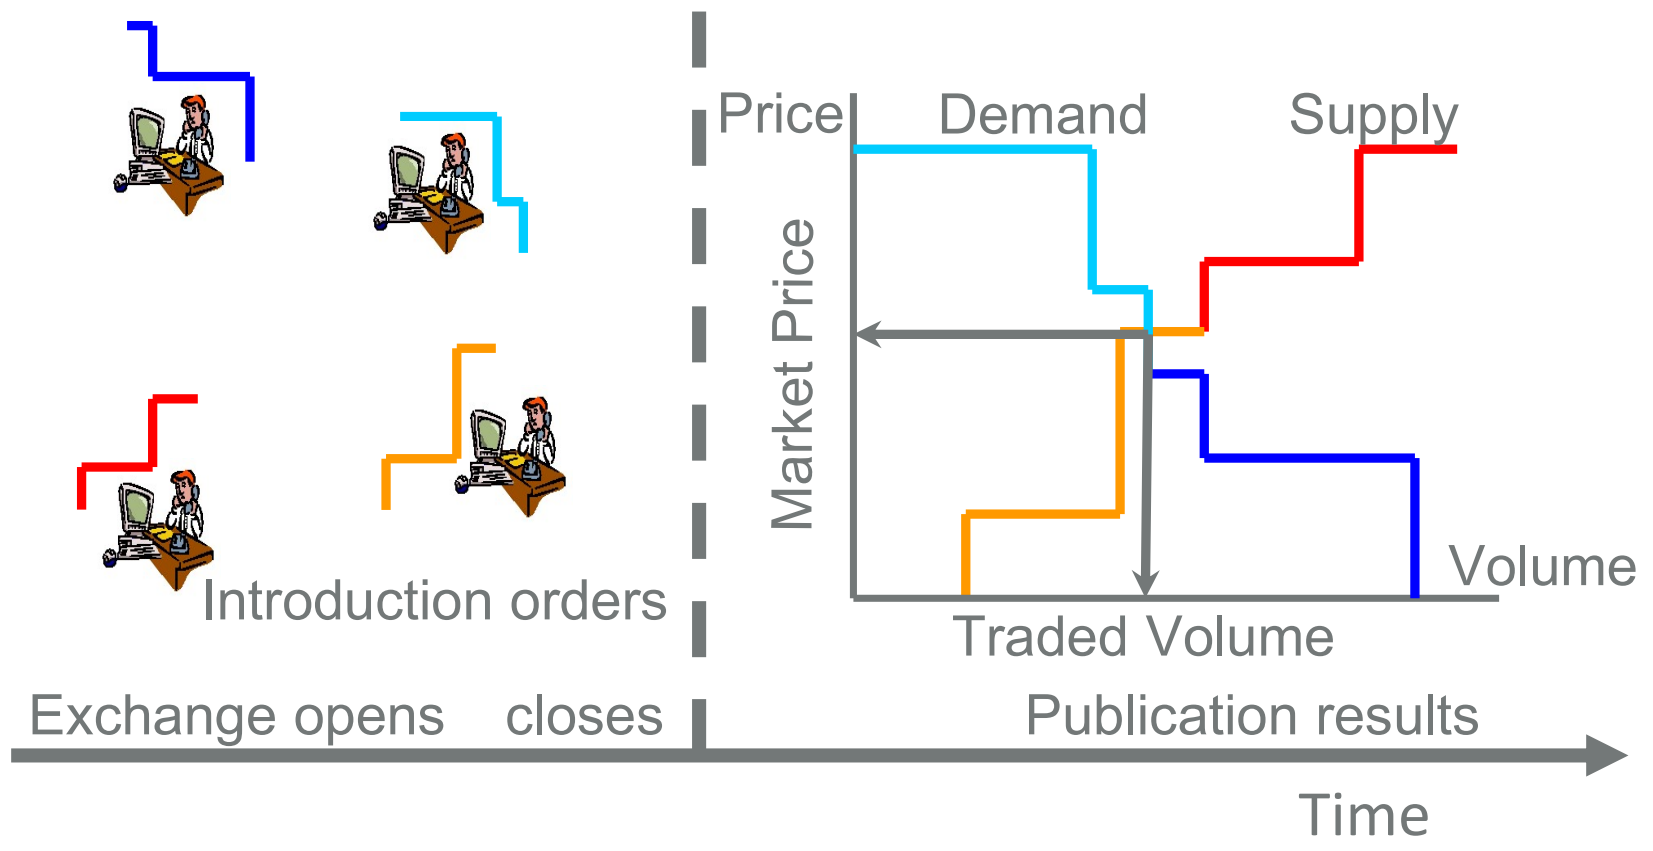 Price
Demand
Supply
Market Price
Volume
Introduction orders
Traded Volume
Exchange opens closes
Publication results
Time